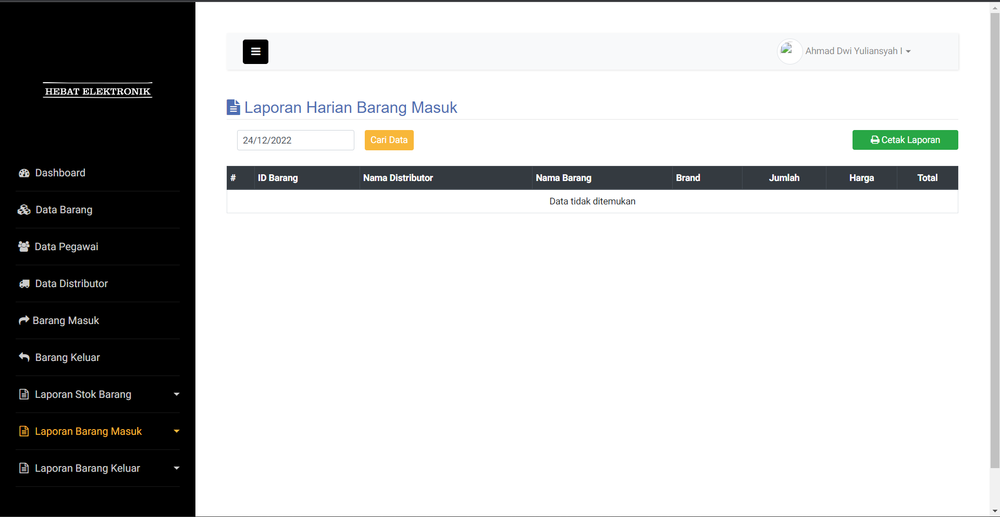 HEBAT ELEKTRONIK
Dashboard
Data Barang
Data Pegawai
Data Distributor
Barang Masuk
Barang Keluar
Laporan Stok Barang
Laporan Barang Masuk
Laporan Barang Keluar
Ahmad Dwi Yuliansyah I
Laporan Harian Barang Masuk
24/12/2022 Cari Data Cetak Laporan
# ID Barang Nama Distributor Nama Barang Brand Jumlah Harga Total
Data tidak ditemukan